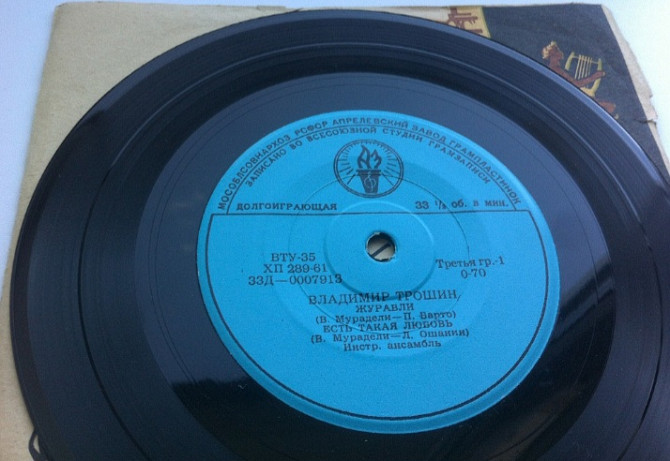 МОСОБЛСОВНАРХОЗ РСФСР АПРЕЛЕВСКИЙ ЗАВОД ГРАМПЛАСТИНОК
ЗАПИСАНО ВО ВСЕСОЮЗНОЙ СТУДИИ ГРАМЗАПИСИ
ДОЛГОИГРАЮЩАЯ 33 ⅓ об. в мин.
ВТУ-35
ХП 289-61 Третья гр.-1
33Д—0007913 0-70
ВЛАДИМИР ТРОШИН
ЖУРАВЛИ
(В. Мурадели—П. Барто)
ЕСТЬ ТАКАЯ ЛЮБОВЬ
(В. Мурадели—Л. Ошанин)
Инстр. ансамбль